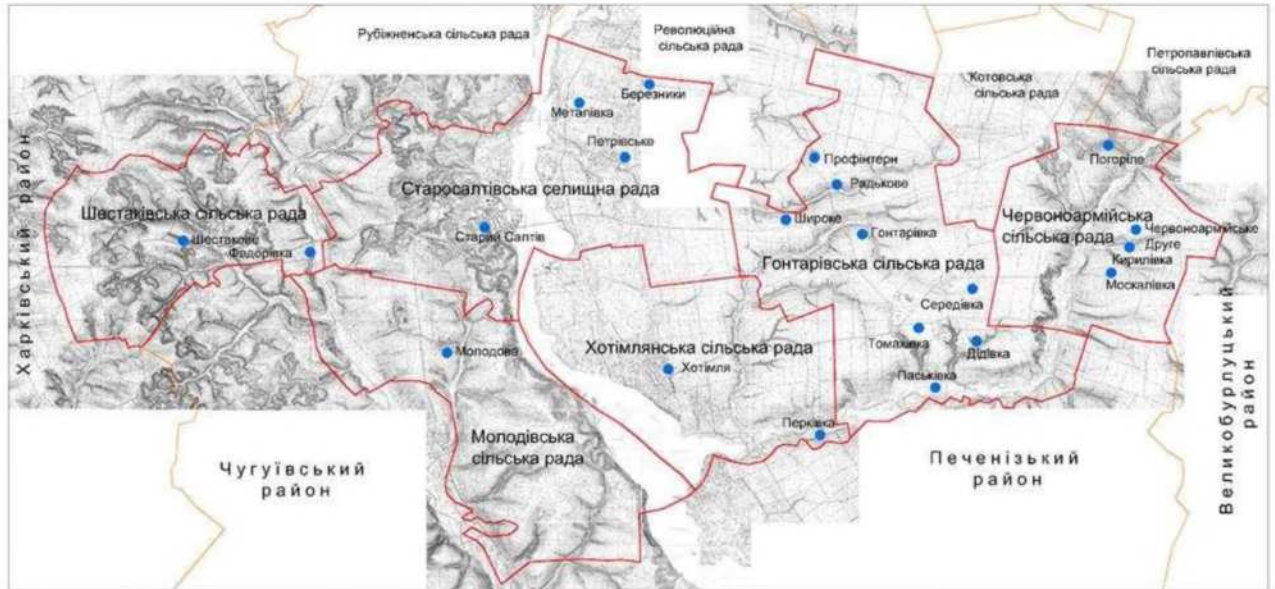 Рубіжненська сільська рада
Революційна
сільська рада
Петропавлівська
сільська рада
Котовська
сільська рада
Березники
Металівка
Петрівське
Профінтерн
Радькове
Погоріле
Харківський район
Старосалтівська селищна рада
Шестаківська сільська рада
Шестакове
Федорівка
Старий Салтів
Широке
Гонтарівка
Червоноармійська
сільська рада
Червоноармійське
Друге
Кирилівка
Москалівка
Гонтарівська сільська рада
Середівка
Томахівка
Дідівка
Паськівка
Молодова
Хотімлянська сільська рада
Хотімля
Перківка
Молодівська
сільська рада
Чугуївський
район
Печенізький
район
Великобурлуцький
район